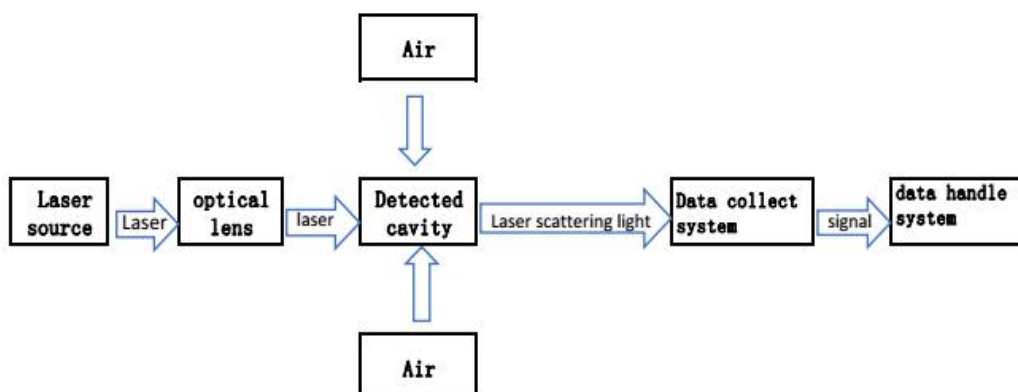 Air
Laser
source
Laser
optical
lens
laser
Detected
cavity
Laser scattering light
Data collect
system
signal
data handle
system
Air